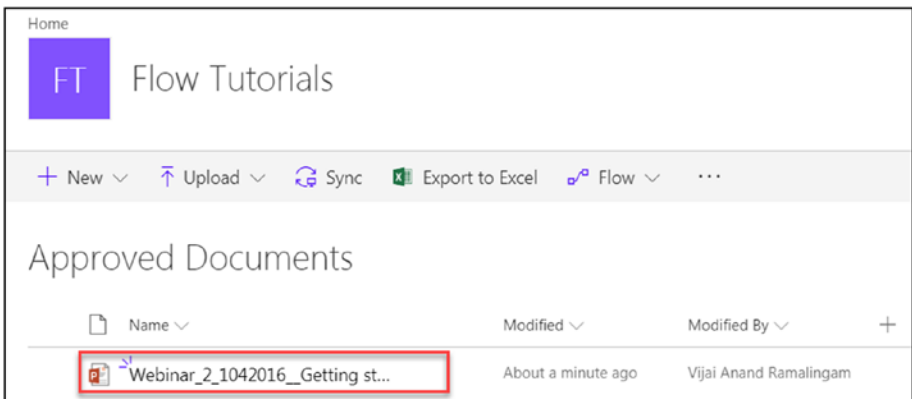 Home
FT Flow Tutorials
New Upload Sync Export to Excel Flow ...
Approved Documents
Name Modified Modified By
Webinar_2_1042016__Getting st... About a minute ago Vijai Anand Ramalingam